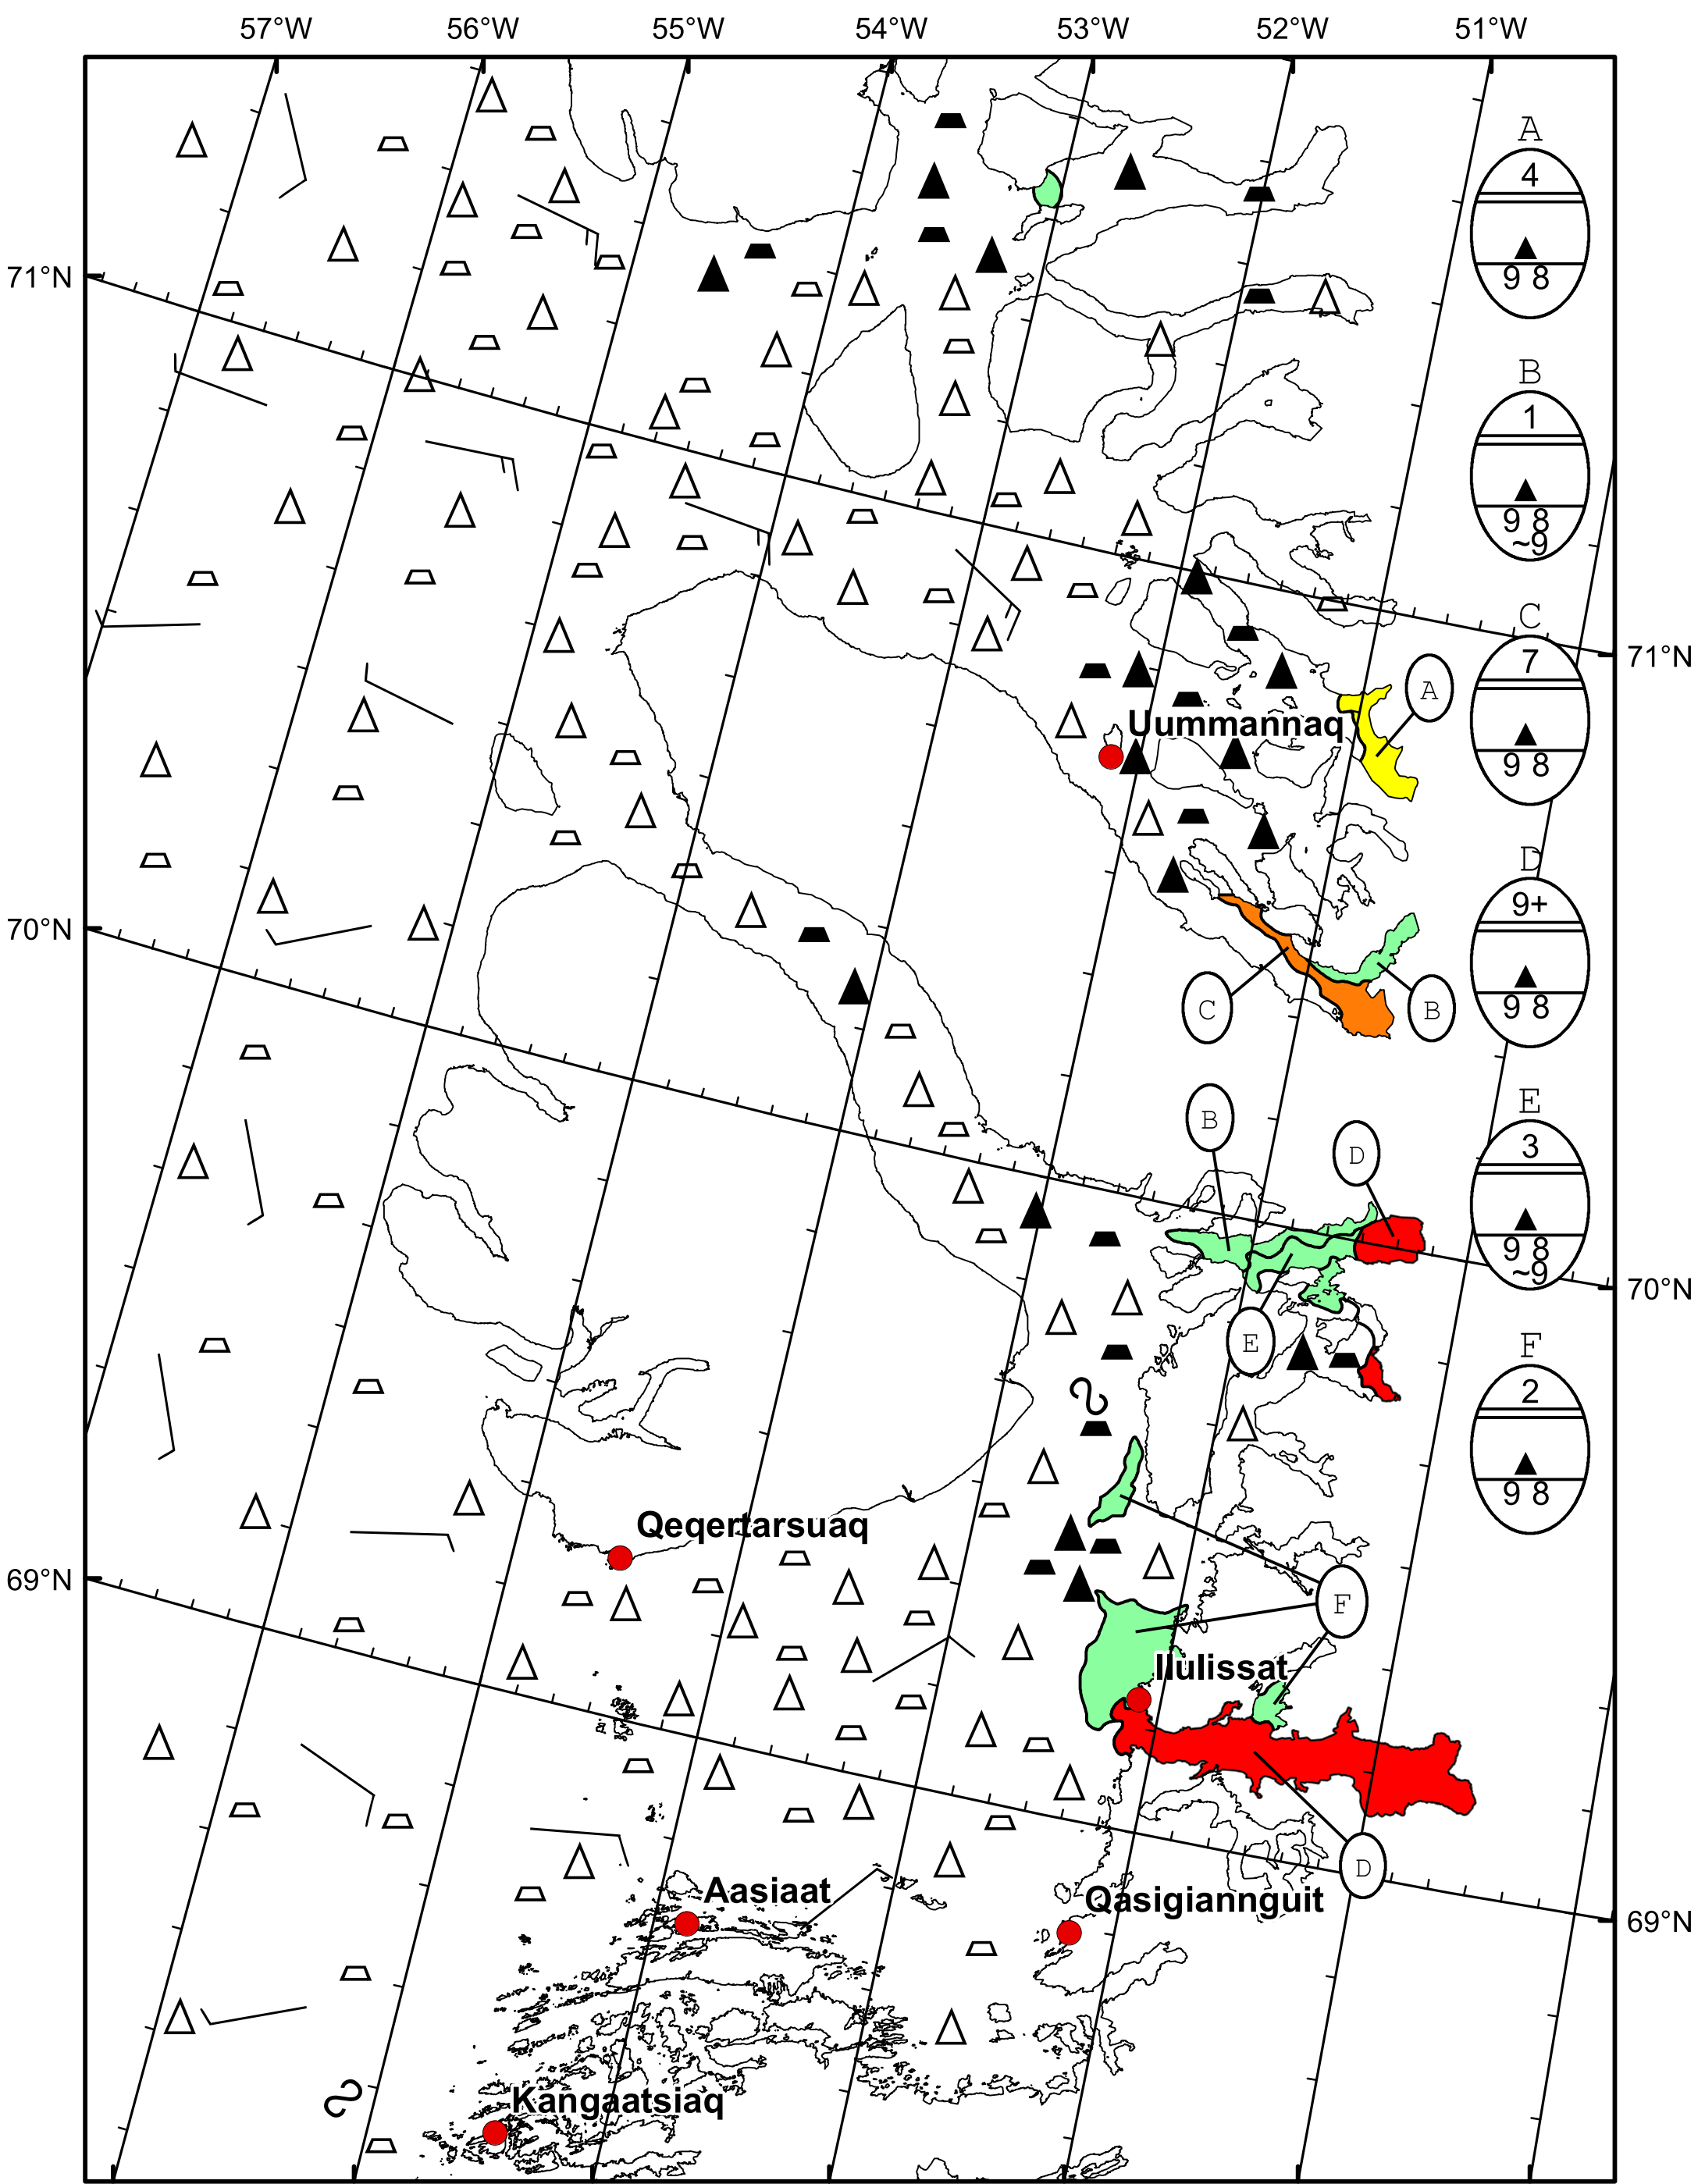 57°W 56°W 55°W 54°W 53°W 52°W 51°W
A
4
9 8
71°N
B
1
9 8
~9
C
7
9 8
71°N
A
Uummannaq
D
9+
9 8
70°N
C
B
B
D
E
3
9 8
~9
70°N
E
F
2
9 8
Qeqertarsuaq
69°N
F
Ilulissat
D
Aasiaat
Qasigiannguit
69°N
Kangaatsiaq